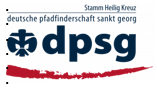 Stamm Heilig Kreuz
deutsche pfadfinderschaft sankt georg
dpsg